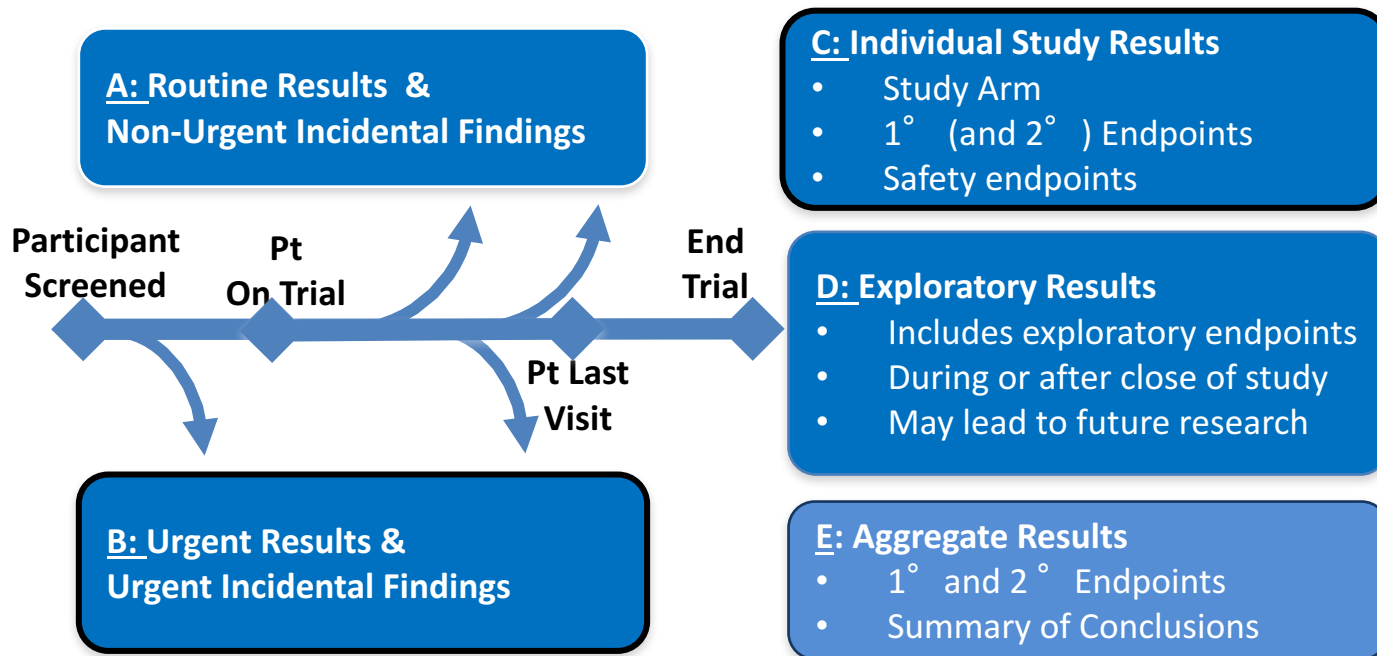 A: Routine Results &
Non-Urgent Incidental Findings
Participant
Screened
Pt
On Trial
End
Trial
Pt Last
Visit
B: Urgent Results &
Urgent Incidental Findings
C: Individual Study Results
• Study Arm
• 1° (and 2° ) Endpoints
• Safety endpoints
D: Exploratory Results
• Includes exploratory endpoints
• During or after close of study
• May lead to future research
E: Aggregate Results
• 1° and 2 ° Endpoints
• Summary of Conclusions